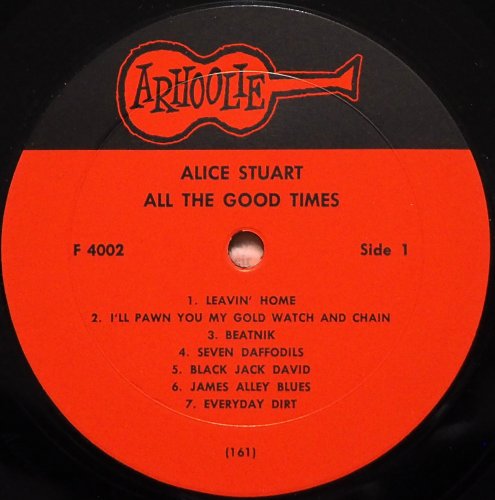 ARHOOLIE
ALICE STUART
ALL THE GOOD TIMES
F 4002 Side 1
1. LEAVIN' HOME
2. I'LL PAWN YOU MY GOLD WATCH AND CHAIN
3. BEATNIK
4. SEVEN DAFFODILS
5. BLACK JACK DAVID
6. JAMES ALLEY BLUES
7. EVERYDAY DIRT
(161)